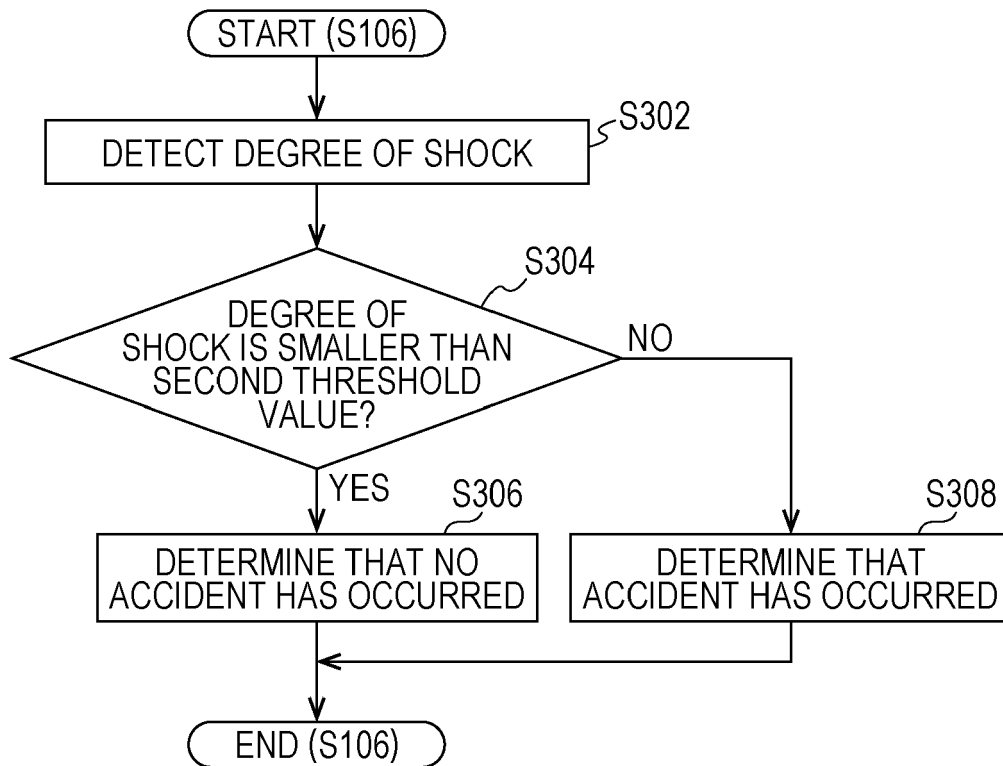 START (S106)
S302
DETECT DEGREE OF SHOCK
S304
DEGREE OF
SHOCK IS SMALLER THAN
SECOND THRESHOLD
VALUE?
NO
YES
S306
DETERMINE THAT NO
ACCIDENT HAS OCCURRED
S308
DETERMINE THAT
ACCIDENT HAS OCCURRED
END (S106)